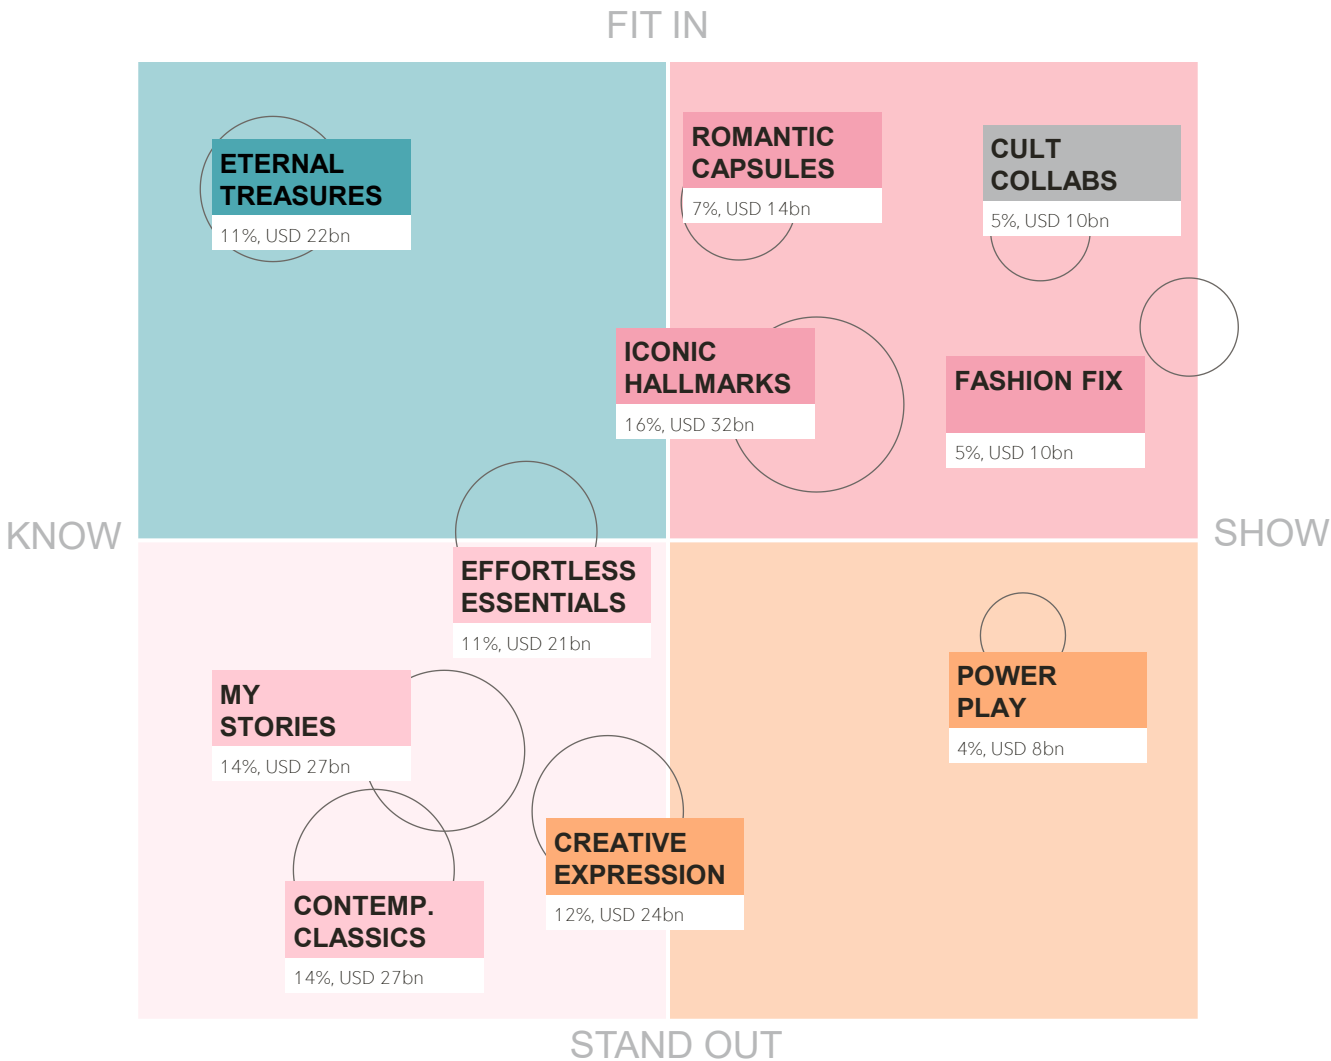 FIT IN
ETERNAL
TREASURES
11%, USD 22bn
ROMANTIC
CAPSULES
7%, USD 14bn
CULT
COLLABS
5%, USD 10bn
ICONIC
HALLMARKS
16%, USD 32bn
FASHION FIX
5%, USD 10bn
KNOW
SHOW
EFFORTLESS
ESSENTIALS
11%, USD 21bn
MY
STORIES
14%, USD 27bn
POWER
PLAY
4%, USD 8bn
CREATIVE
EXPRESSION
12%, USD 24bn
CONTEMP.
CLASSICS
14%, USD 27bn
STAND OUT